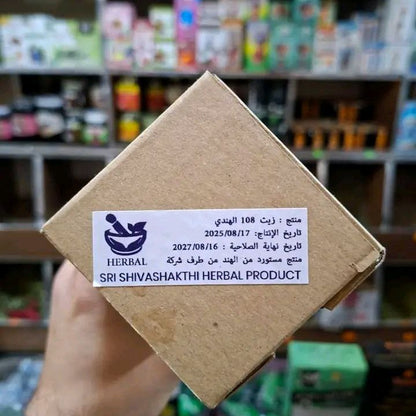 منتج : زيت 108 الهندي
تاريخ الإنتاج: 2025/08/17
تاريخ نهاية الصلاحية : 2027/08/16
منتج مستورد من الهند من طرف شركة
HERBAL
SRI SHIVASHAKTHI HERBAL PRODUCT